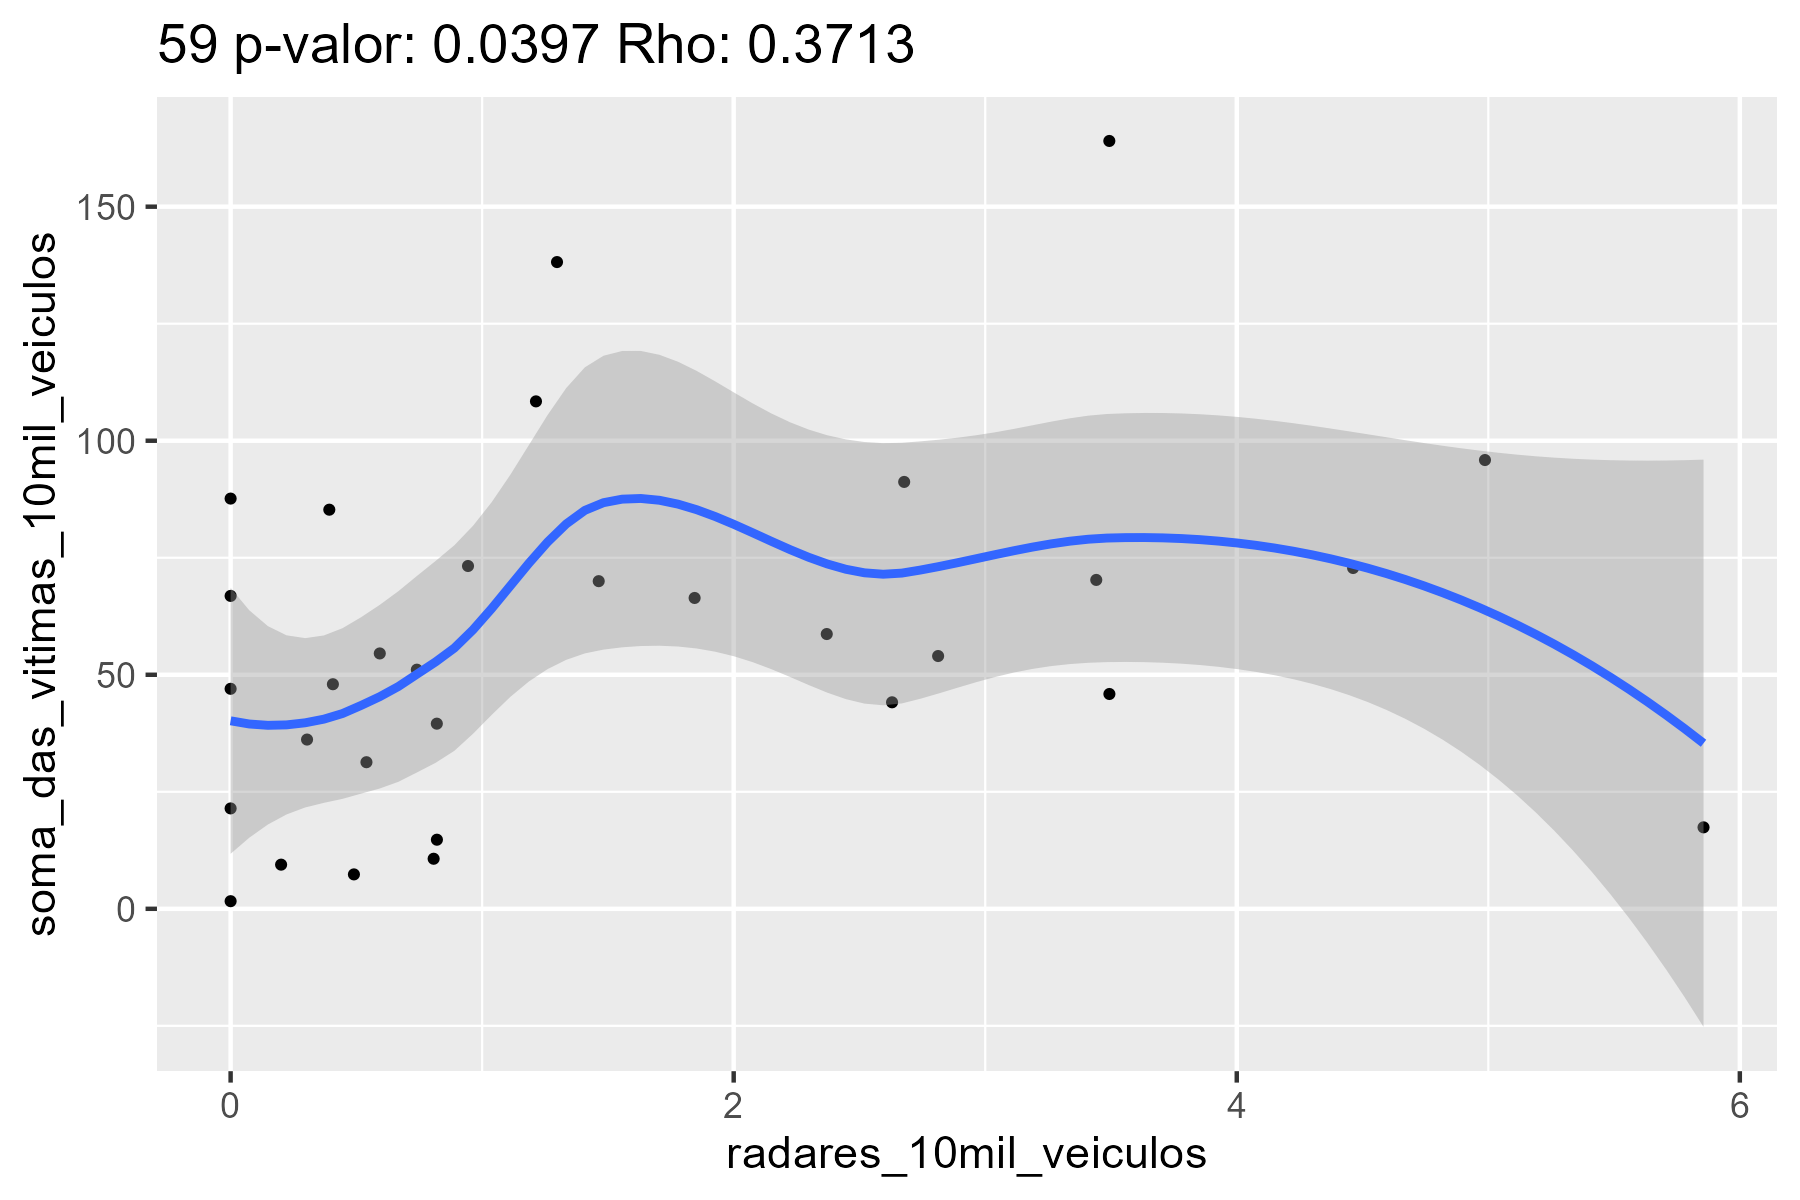 59 p-valor: 0.0397 Rho: 0.3713
soma_das_vitimas_10mil_veiculos
150
100
50
0
0 2 4 6
radares_10mil_veiculos